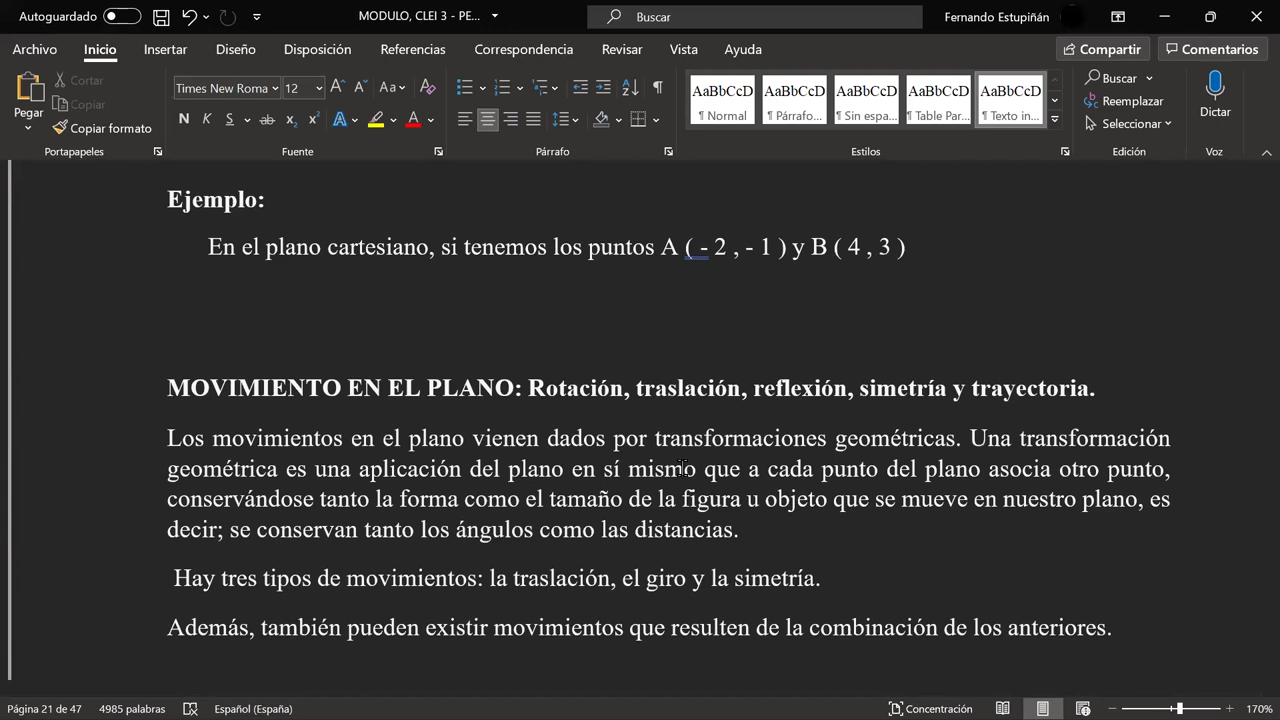 Autoguardado
MODULO, CLEI 3 - PE...
Buscar
Fernando Estupiñán
Archivo Inicio Insertar Diseño Disposición Referencias Correspondencia Revisar Vista Ayuda
Compartir Comentarios
Pegar
Cortar
Copiar
Copiar formato
Portapapeles
Times New Roma 12
Aa
N K S ab x₂ x² A A
Fuente
Párrafo
AaBbCcD AaBbCcD AaBbCcD AaBbCcD AaBbCcD
¶ Normal ¶ Párrafo... ¶ Sin espa... ¶ Table Par... ¶ Texto in...
Estilos
Buscar
Reemplazar
Seleccionar
Edición
Dictar
Voz
Ejemplo:
En el plano cartesiano, si tenemos los puntos A ( - 2 , - 1 ) y B ( 4 , 3 )
MOVIMIENTO EN EL PLANO: Rotación, traslación, reflexión, simetría y trayectoria.
Los movimientos en el plano vienen dados por transformaciones geométricas. Una transformación
geométrica es una aplicación del plano en sí mismo que a cada punto del plano asocia otro punto,
conservándose tanto la forma como el tamaño de la figura u objeto que se mueve en nuestro plano, es
decir; se conservan tanto los ángulos como las distancias.
Hay tres tipos de movimientos: la traslación, el giro y la simetría.
Además, también pueden existir movimientos que resulten de la combinación de los anteriores.
Página 21 de 47 4985 palabras Español (España) Concentración 170%